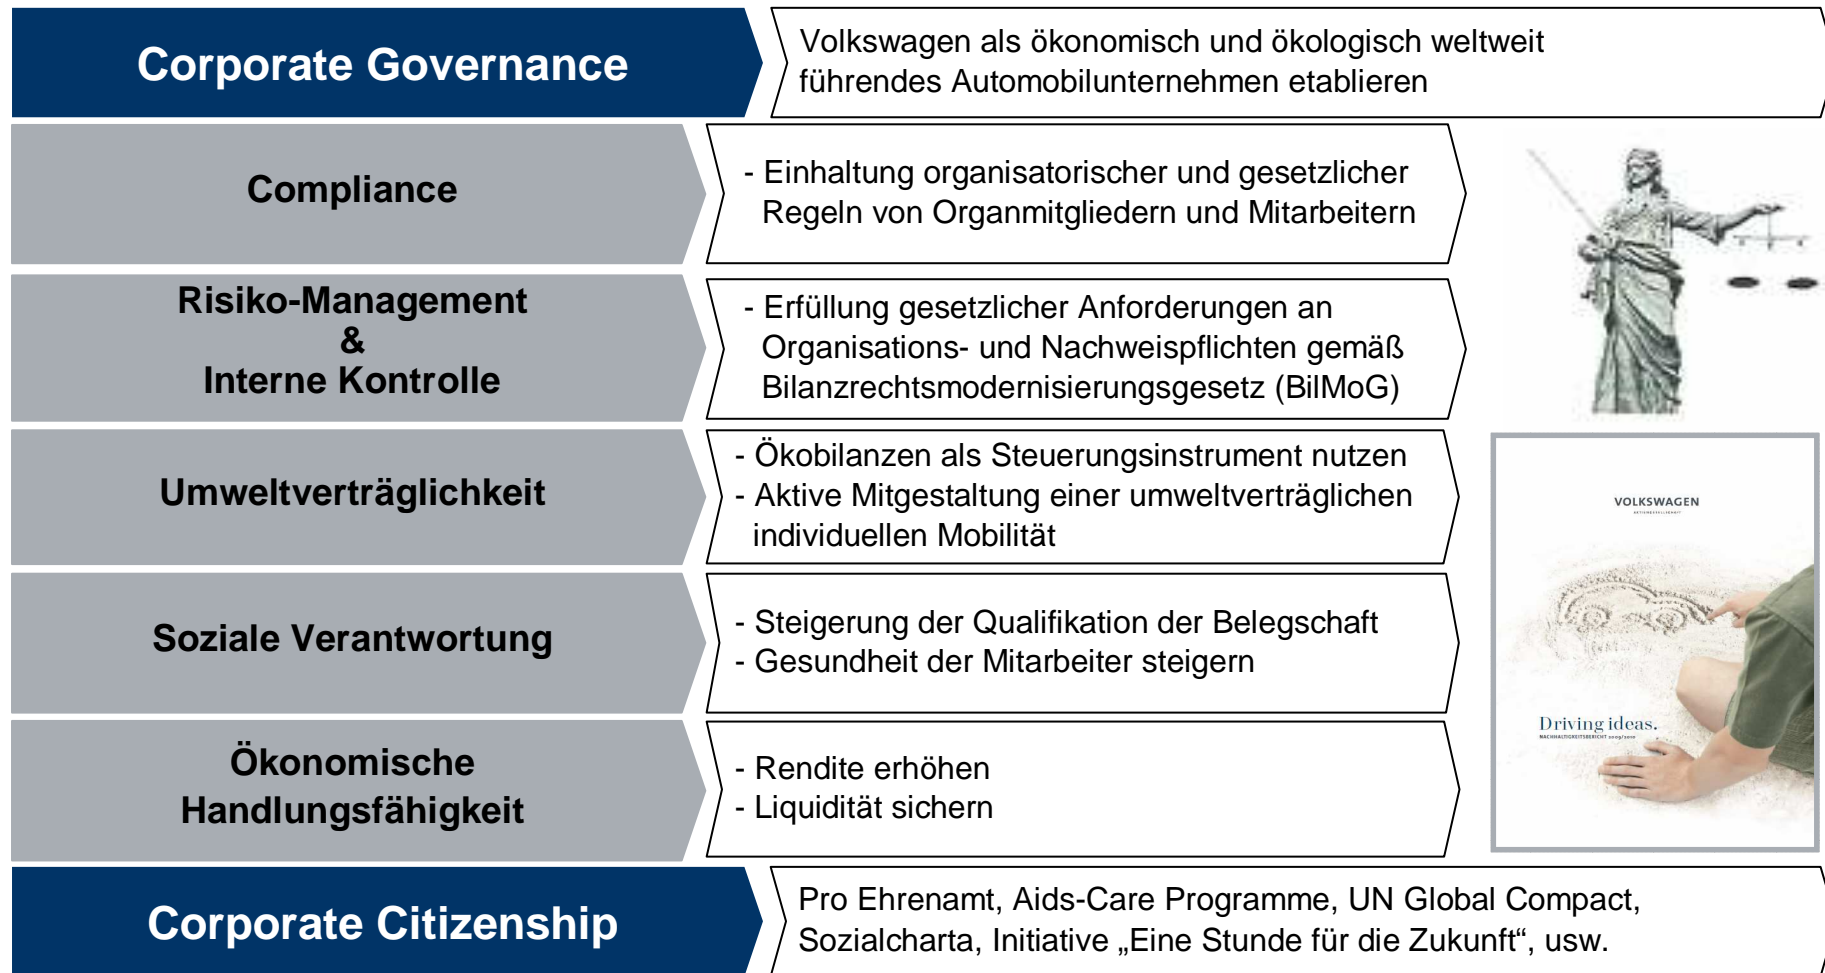 Corporate Governance
Volkswagen als ökonomisch und ökologisch weltweit
führendes Automobilunternehmen etablieren
Compliance
- Einhaltung organisatorischer und gesetzlicher
Regeln von Organmitgliedern und Mitarbeitern
Risiko-Management
&
Interne Kontrolle
- Erfüllung gesetzlicher Anforderungen an
Organisations- und Nachweispflichten gemäß
Bilanzrechtsmodernisierungsgesetz (BilMoG)
Umweltverträglichkeit
- Ökobilanzen als Steuerungsinstrument nutzen
- Aktive Mitgestaltung einer umweltverträglichen
individuellen Mobilität
VOLKSWAGEN
AKTIENGESELLSCHAFT
Soziale Verantwortung
- Steigerung der Qualifikation der Belegschaft
- Gesundheit der Mitarbeiter steigern
Driving ideas.
NACHHALTIGKEITSBERICHT 2009/2010
Ökonomische
Handlungsfähigkeit
- Rendite erhöhen
- Liquidität sichern
Corporate Citizenship
Pro Ehrenamt, Aids-Care Programme, UN Global Compact,
Sozialcharta, Initiative „Eine Stunde für die Zukunft“, usw.